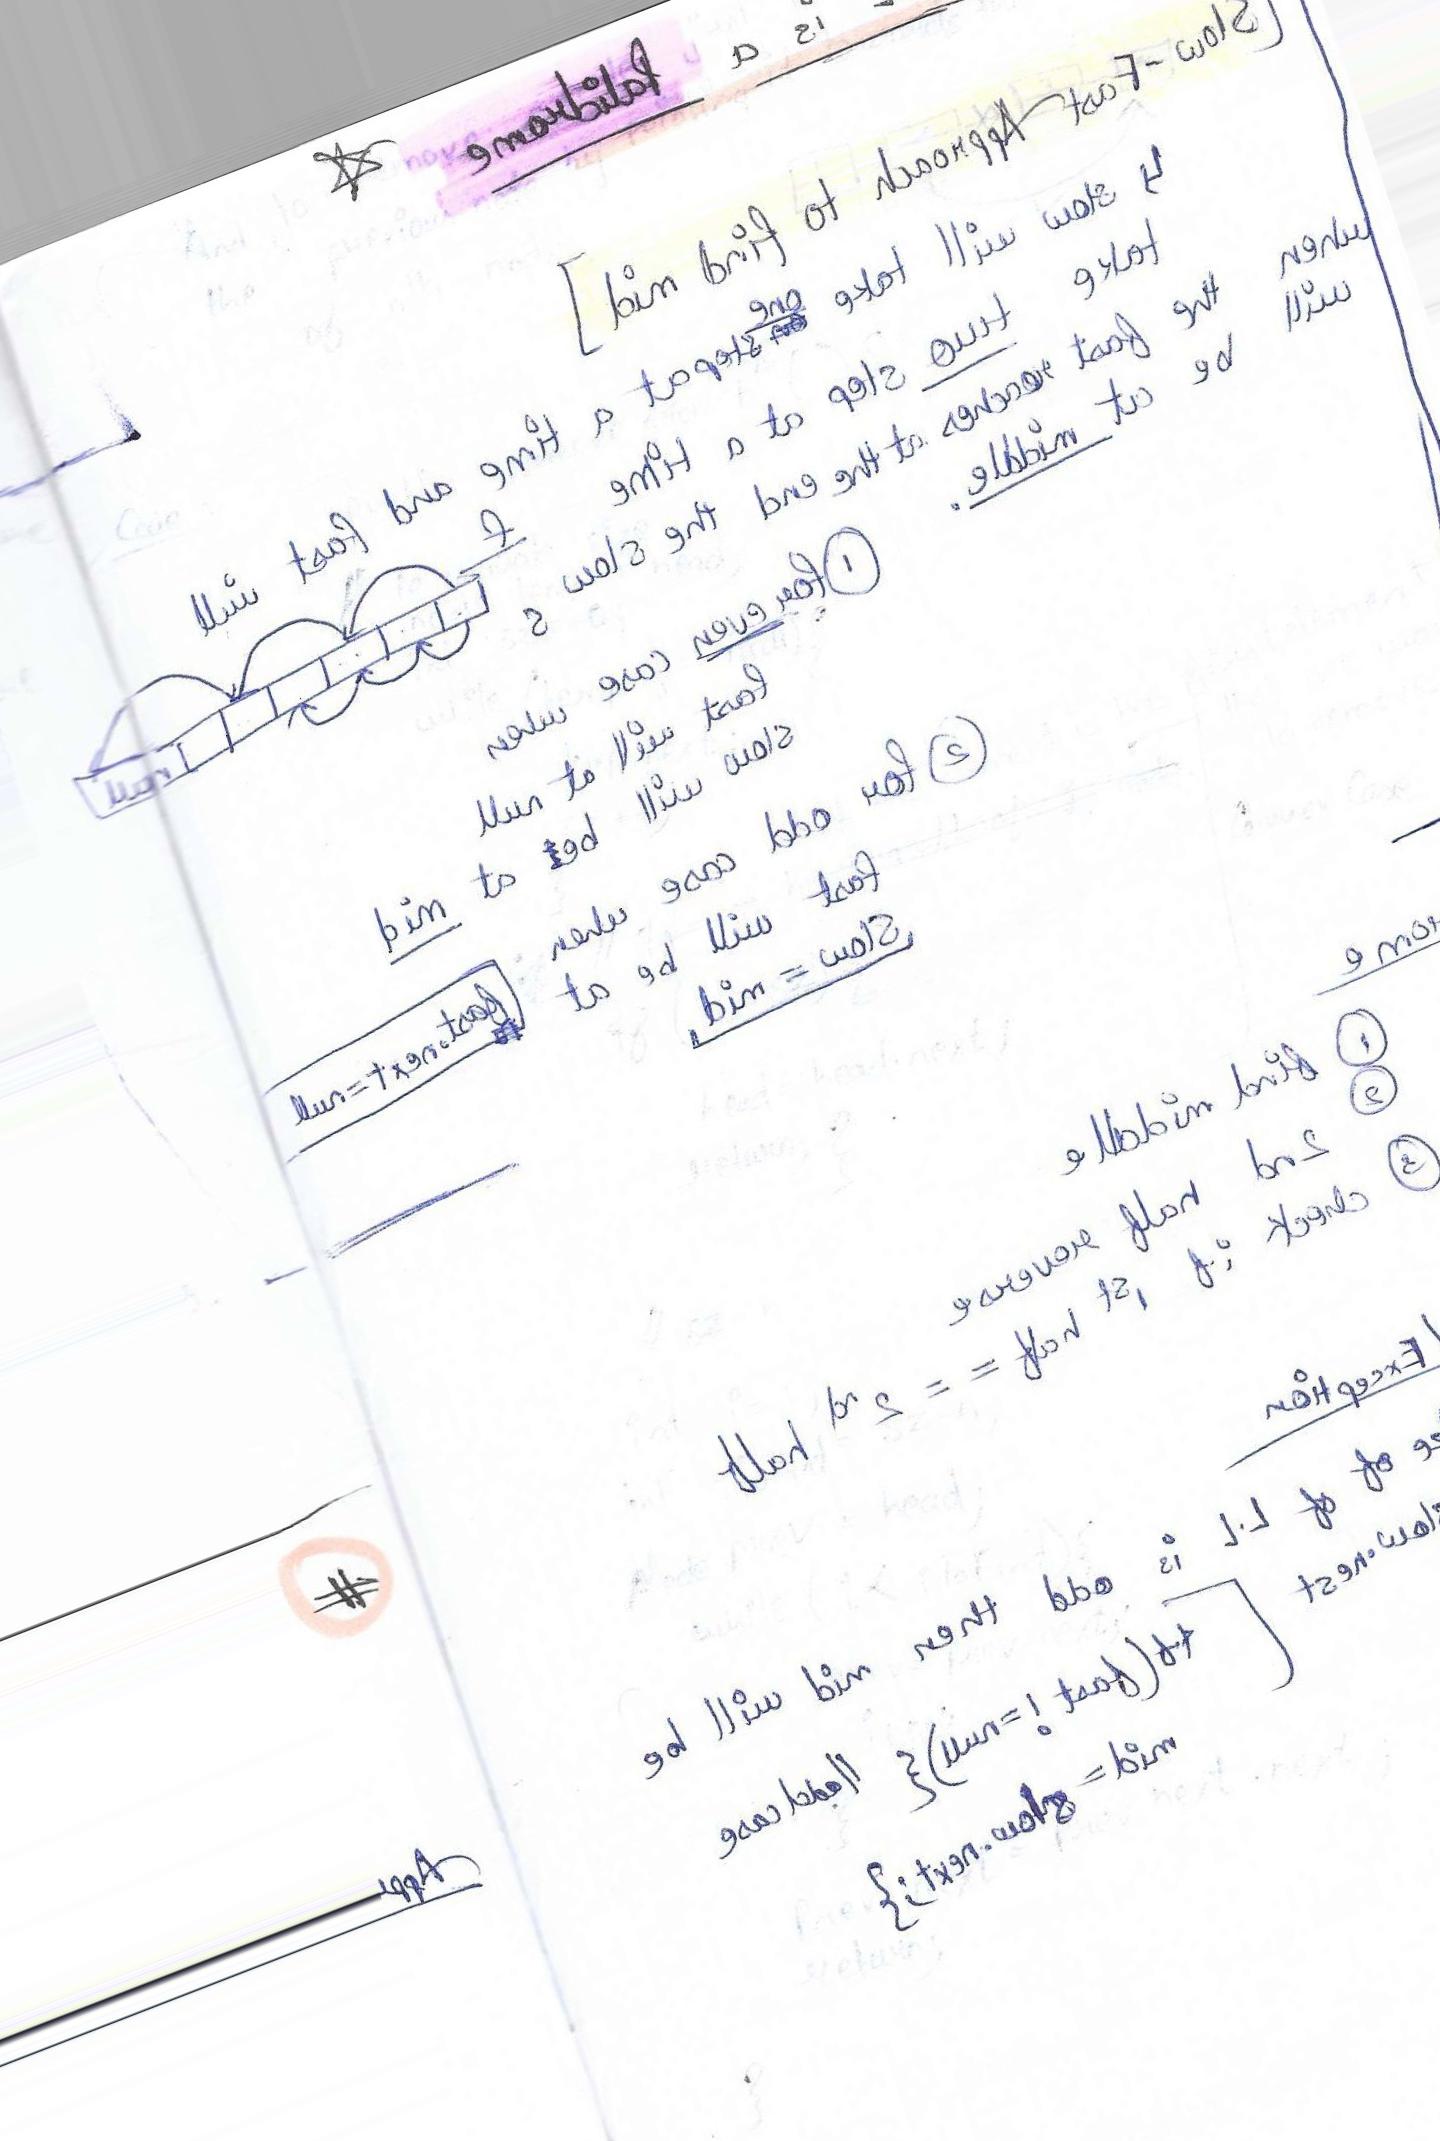 is a Palidrome
[Slow-Fast Approach to find mid]
↳ slow will take one step at a time and fast will
take two step at a time
when the fast reaches at the end the slow
will be at middle.
① for even case when
fast will at null
slow will be at mid
f
s
null
② for odd case when
fast will be at fast.next=null
slow = mid
① find middle
② 2nd half reverse
③ check if 1st half == 2nd half
Exception
of L.L is odd then mid will be
slow.nest
(fast != null){ //odd case
mid = slow.next;}
#
App